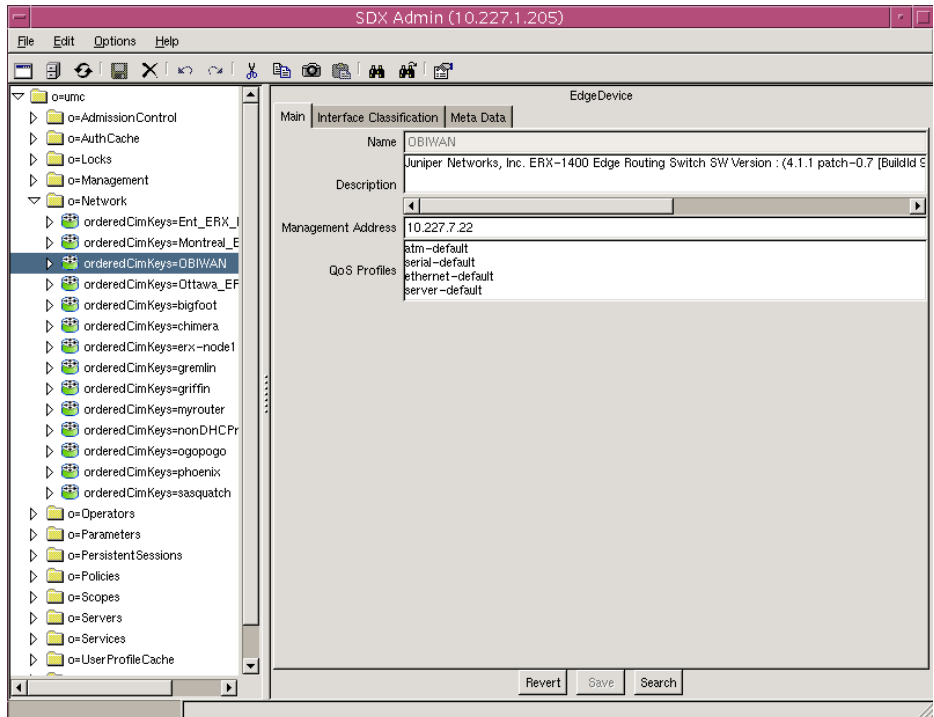 SDX Admin (10.227.1.205)
File Edit Options Help
o=umc
o=AdmissionControl
o=AuthCache
o=Locks
o=Management
o=Network
orderedCimKeys=Ent_ERX_
orderedCimKeys=Montreal_E
orderedCimKeys=OBIWAN
orderedCimKeys=Ottawa_EF
orderedCimKeys=bigfoot
orderedCimKeys=chimera
orderedCimKeys=erx-node1
orderedCimKeys=gremlin
orderedCimKeys=griffin
orderedCimKeys=myrouter
orderedCimKeys=nonDHCPr
orderedCimKeys=ogopogo
orderedCimKeys=phoenix
orderedCimKeys=sasquatch
o=Operators
o=Parameters
o=PersistentSessions
o=Policies
o=Scopes
o=Servers
o=Services
o=UserProfileCache
EdgeDevice
Main Interface Classification Meta Data
Name OBIWAN
Description Juniper Networks, Inc. ERX-1400 Edge Routing Switch SW Version : (4.1.1 patch-0.7 [BuildId
Management Address 10.227.7.22
QoS Profiles
atm-default
serial-default
ethernet-default
server-default
Revert Save Search